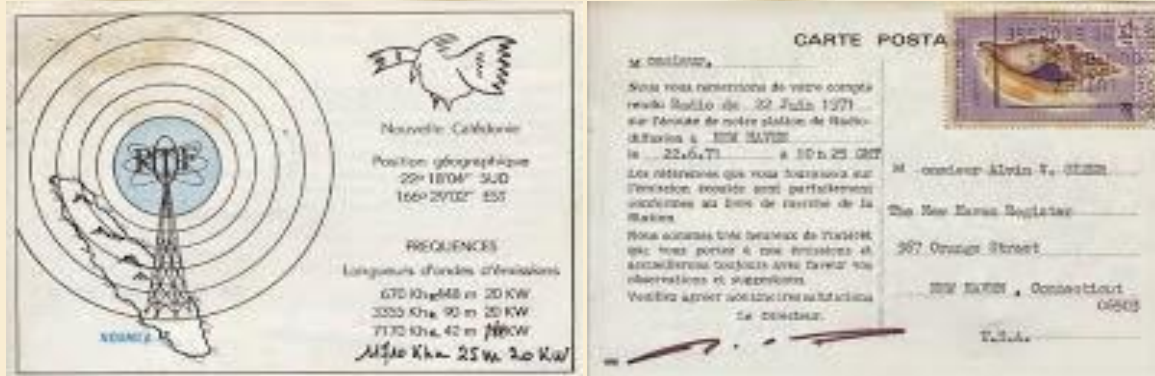 RTF
Nouvelle Calédonie
Position géographique
22° 18'04" SUD
166° 29'02" EST
FREQUENCES
Longueurs d'ondes d'émissions
670 Khz 448 m 20 KW
3355 Khz 90 m 20 KW
7170 Khz 42 m KW
25 m 20 KW
NOUMEA
CARTE POSTA
Monsieur,
Nous vous remercions de votre compte
rendu Radio de 22 Juin 1971
sur l'écoute de notre station de Radio-
diffusion à NEW HAVEN
le 22.6.71 à 10 h 25 GMT
Les références que vous fournissez sur
l'émission écoutée sont parfaitement
conformes au livre de marche de la
Station
Nous sommes très heureux de l'intérêt
que vous portez à nos émissions et
accueillerons toujours avec faveur vos
observations et suggestions
Veuillez agréer nos sincères salutations
Le Directeur.
Monsieur Alvin V.
The New Haven Register
367 Orange Street
NEW HAVEN, Connecticut
06503
U.S.A.